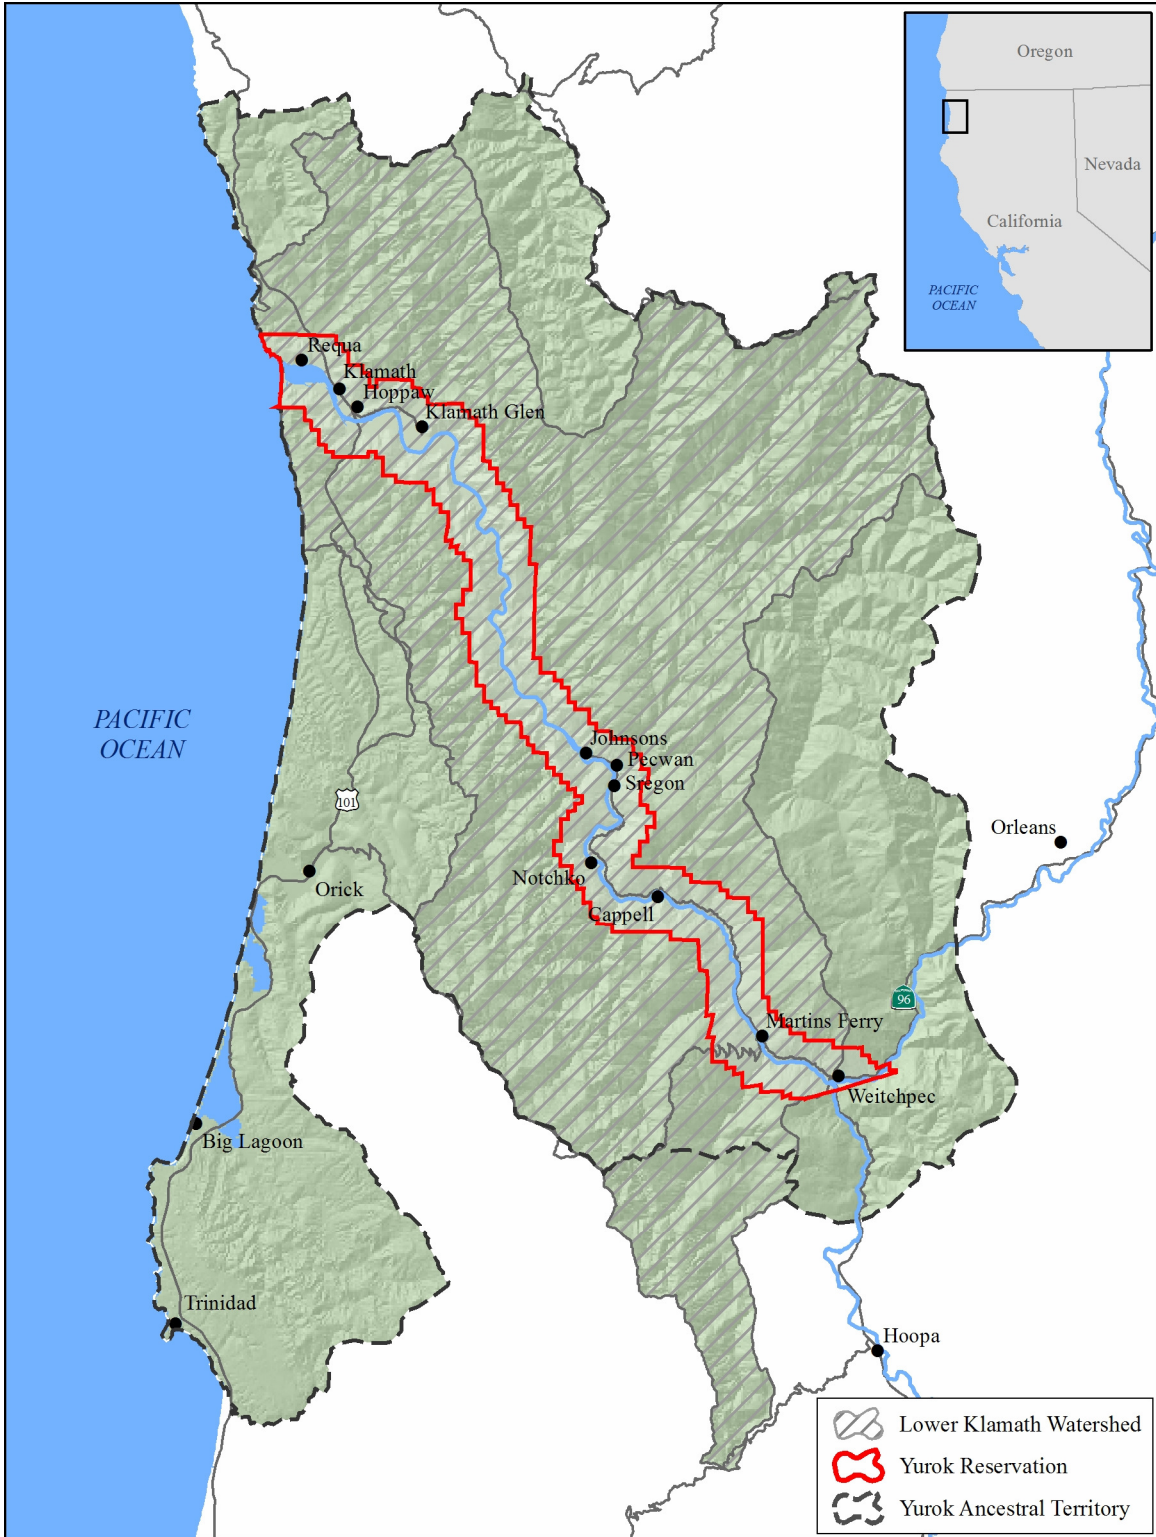 Oregon
Nevada
California
PACIFIC
OCEAN
Requa
Klamath
Hoppaw
Klamath Glen
PACIFIC
OCEAN
Johnsons
Pecwan
Sregon
101
Orleans
Orick
Notchko
Cappell
96
Martins Ferry
Weitchpec
Big Lagoon
Trinidad
Hoopa
Lower Klamath Watershed
Yurok Reservation
Yurok Ancestral Territory